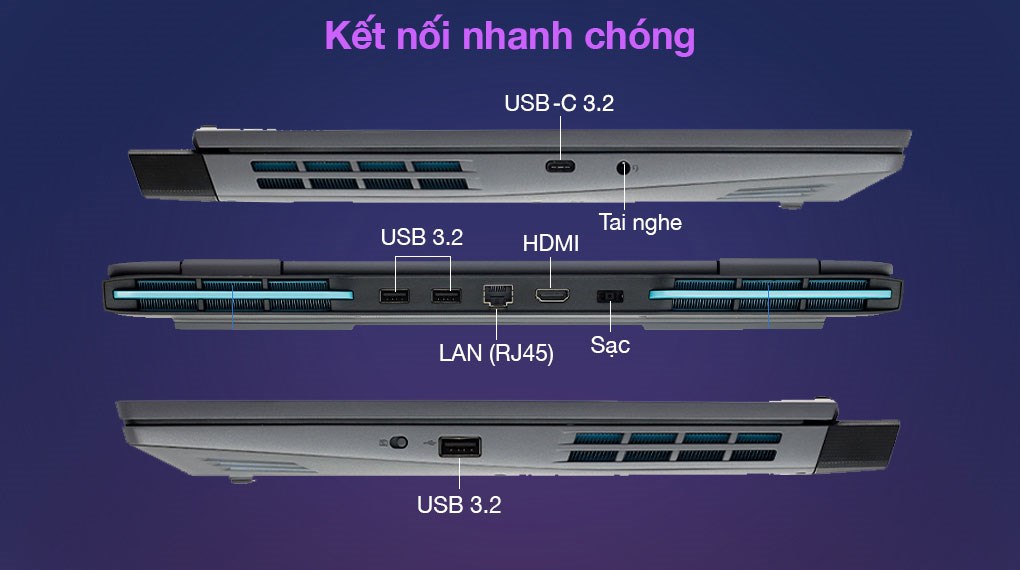 Kết nối nhanh chóng
USB-C 3.2
Tai nghe
USB 3.2
HDMI
LAN (RJ45)
Sạc
USB 3.2